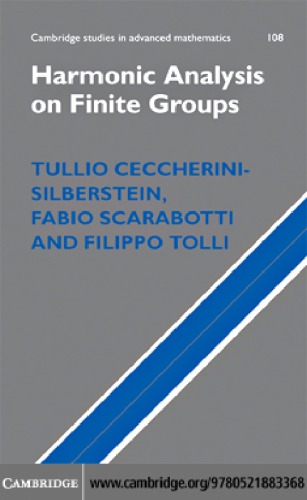 Cambridge studies in advanced mathematics 108
Harmonic Analysis
on Finite Groups
TULLIO CECCHERINI-
SILBERSTEIN,
FABIO SCARABOTTI
AND FILIPPO TOLLI
CAMBRIDGE
www.cambridge.org/9780521883368